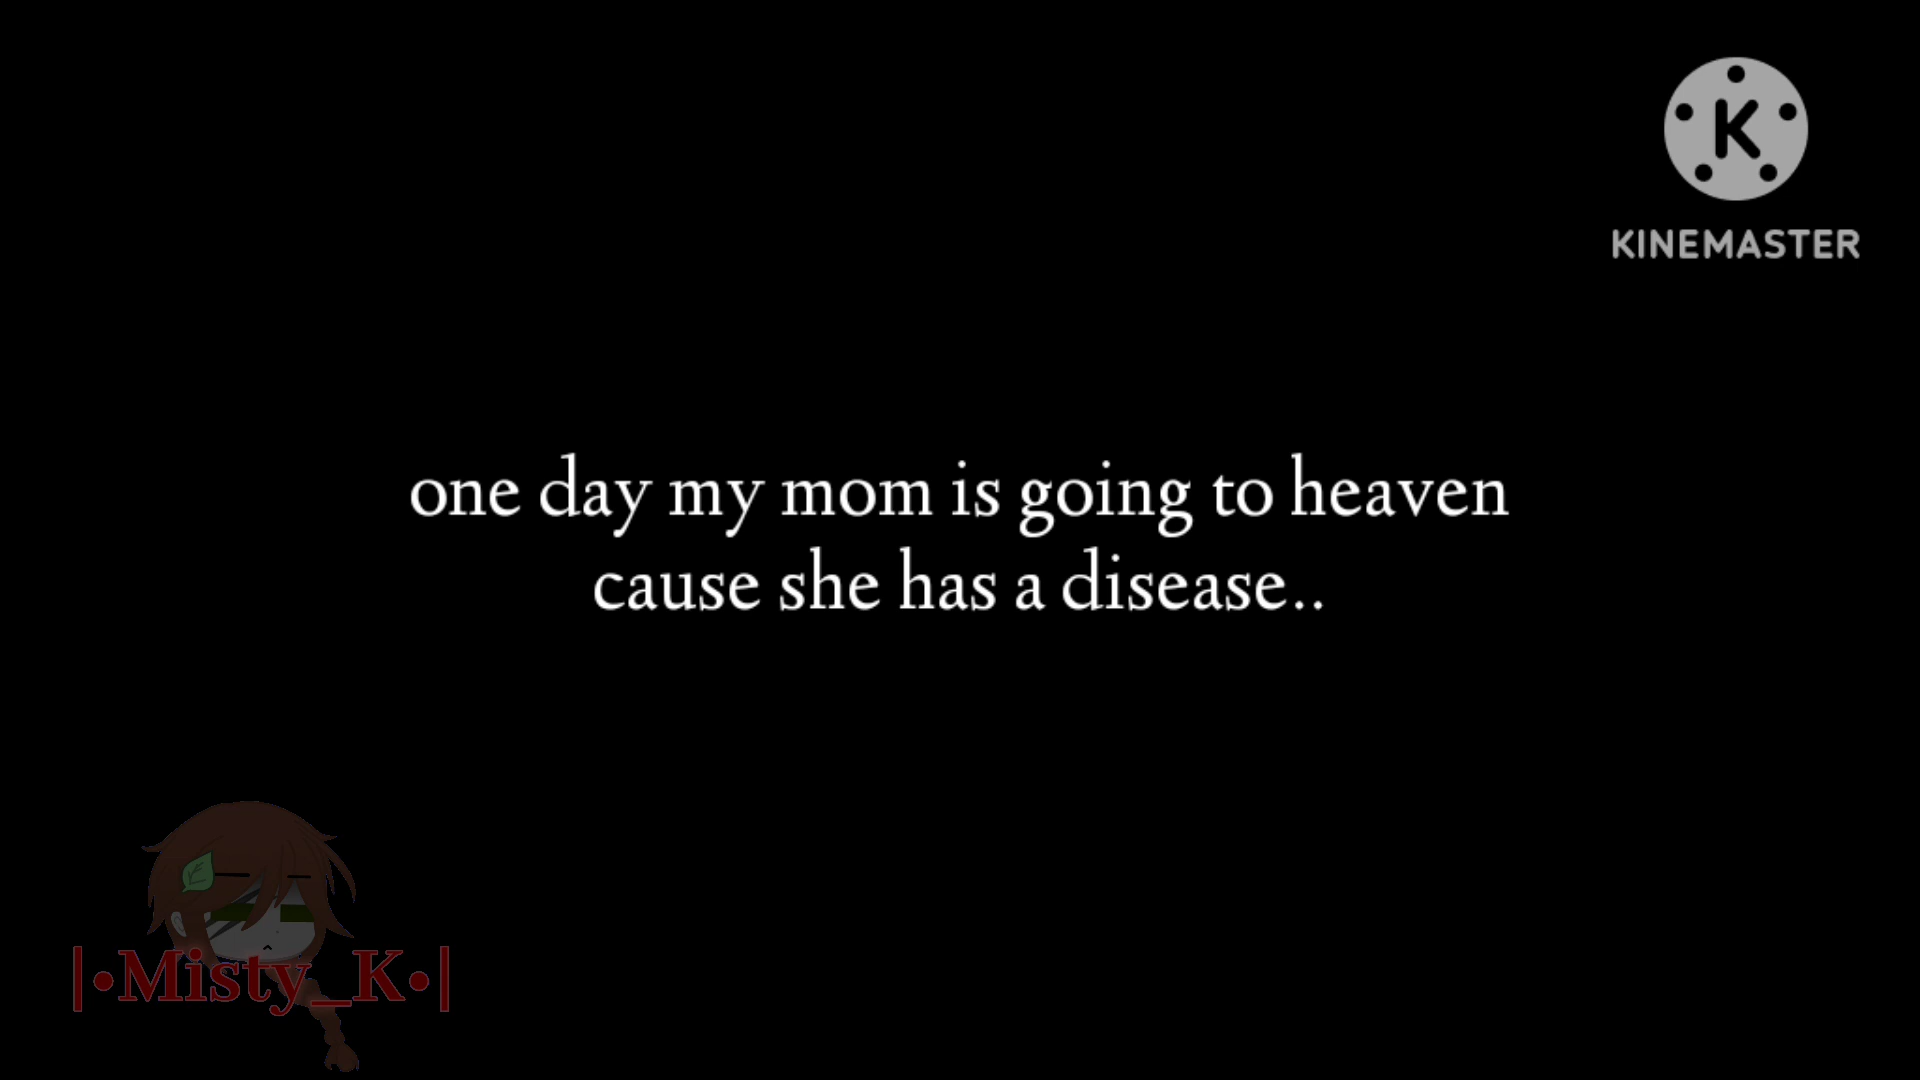 K
KINEMASTER
one day my mom is going to heaven
cause she has a disease..
|•Misty_K•|